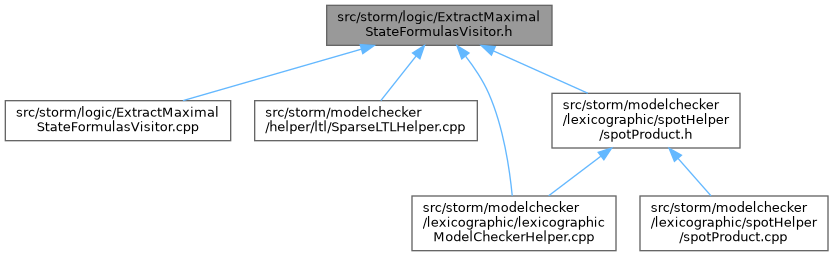 src/storm/logic/ExtractMaximal
StateFormulasVisitor.h
src/storm/logic/ExtractMaximal
StateFormulasVisitor.cpp
src/storm/modelchecker
/helper/ltl/SparseLTLHelper.cpp
src/storm/modelchecker
/lexicographic/spotHelper
/spotProduct.h
src/storm/modelchecker
/lexicographic/lexicographic
ModelCheckerHelper.cpp
src/storm/modelchecker
/lexicographic/spotHelper
/spotProduct.cpp